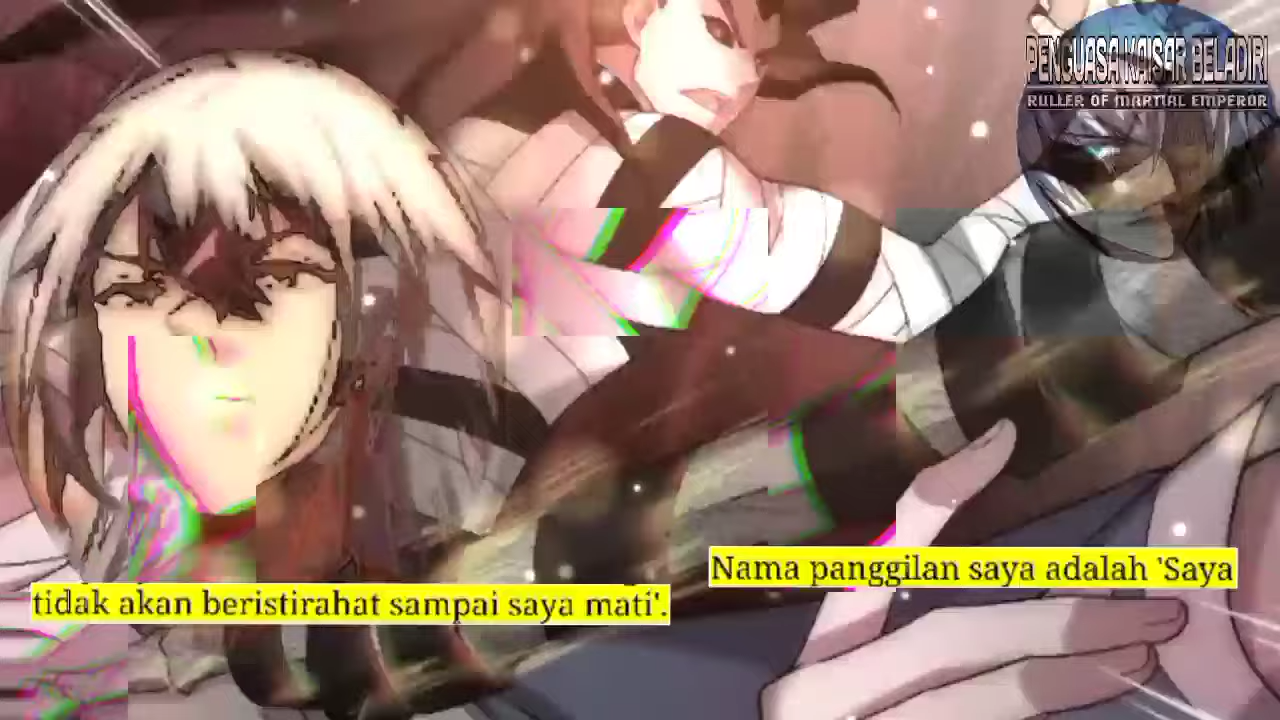 PENGUASA KAISAR BELADIRI
RULLER OF MARTIAL EMPEROR
Nama panggilan saya adalah 'Saya
tidak akan beristirahat sampai saya mati'.